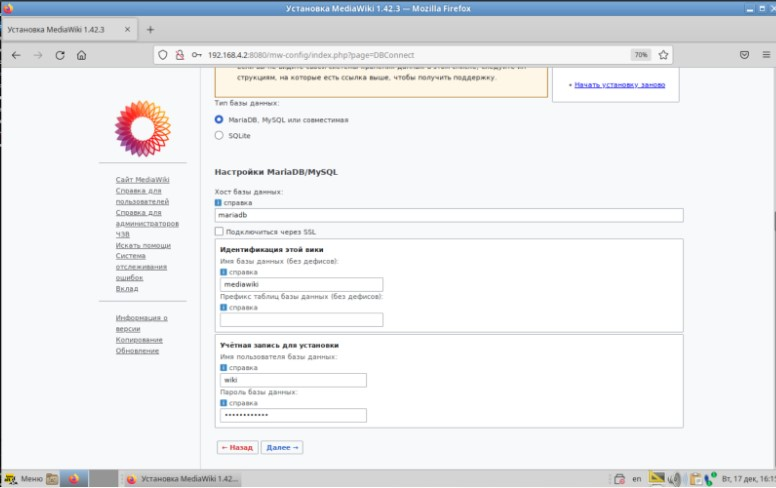 Установка MediaWiki 1.42.3 — Mozilla Firefox
Установка MediaWiki 1.42.3
192.168.4.2:8080/mw-config/index.php?page=DBConnect
70%
струкциям, на которые есть ссылка выше, чтобы получить поддержку.
Начать установку заново
Тип базы данных:
MariaDB, MySQL или совместимая
SQLite
Настройки MariaDB/MySQL
Хост базы данных:
справка
mariadb
Подключиться через SSL
Идентификация этой вики
Имя базы данных (без дефисов):
справка
mediawiki
Префикс таблиц базы данных (без дефисов):
справка
Учётная запись для установки
Имя пользователя базы данных:
справка
wiki
Пароль базы данных:
справка
••••••••••••
← Назад
Далее →
Сайт MediaWiki
Справка для
пользователей
Справка для
администраторов
ЧЗВ
Искать помощи
Система
отслеживания
ошибок
Вклад
Информация о
версии
Копирование
Обновление
Меню
Установка MediaWiki 1.42...
en
Вт, 17 дек, 16:1